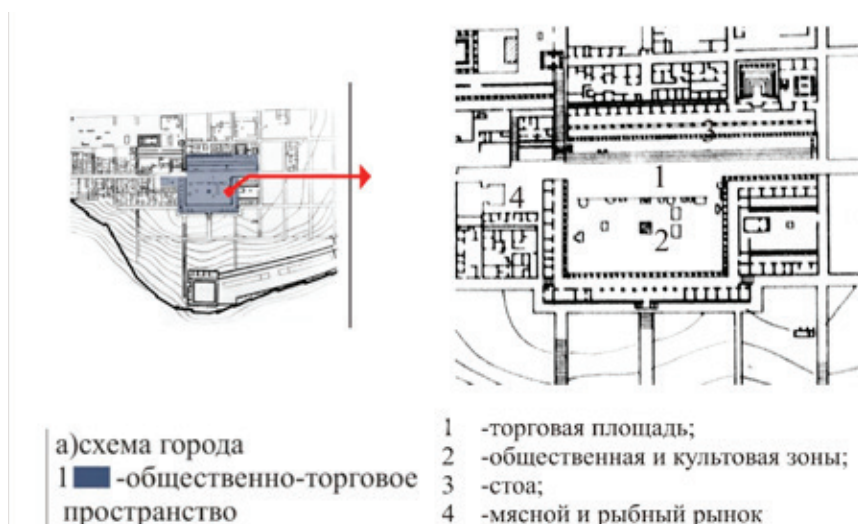 3
1
4
2
а)схема города
1 -общественно-торговое
пространство
1 -торговая площадь;
2 -общественная и культовая зоны;
3 -стоа;
4 -мясной и рыбный рынок